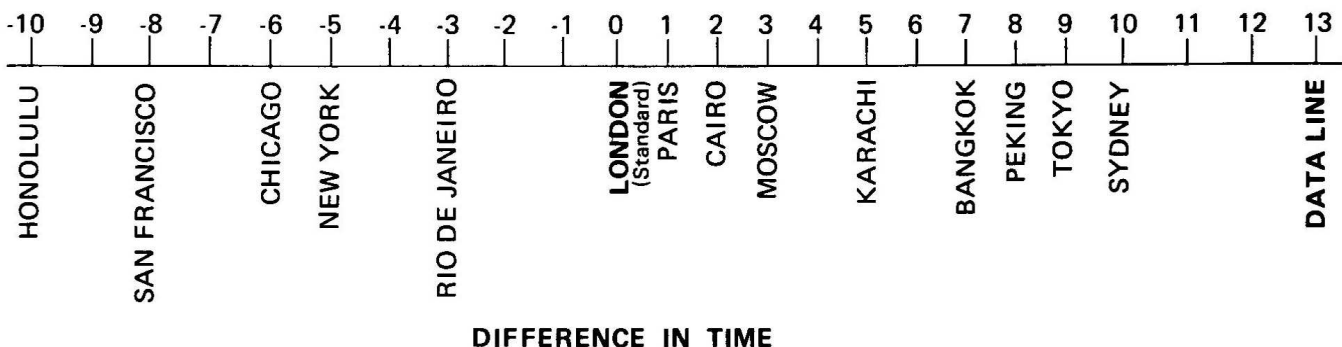 -10 -9 -8 -7 -6 -5 -4 -3 -2 -1 0 1 2 3 4 5 6 7 8 9 10 11 12 13
HONOLULU
SAN FRANCISCO
CHICAGO
NEW YORK
RIO DE JANEIRO
LONDON
(Standard)
PARIS
CAIRO
MOSCOW
KARACHI
BANGKOK
PEKING
TOKYO
SYDNEY
DATA LINE
DIFFERENCE IN TIME